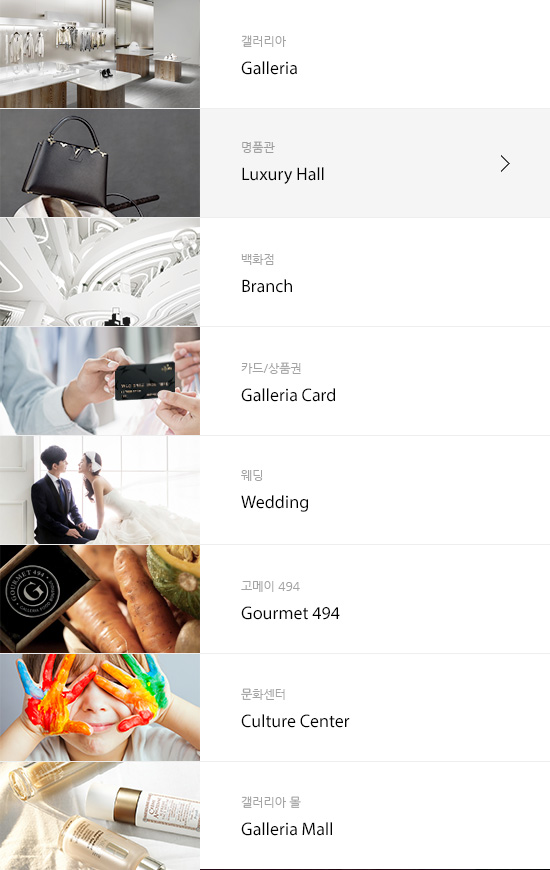 갤러리아
Galleria
명품관
Luxury Hall
백화점
Branch
카드/상품권
Galleria Card
웨딩
Wedding
고메이 494
Gourmet 494
GOURMET 494
G
문화센터
Culture Center
갤러리아 몰
Galleria Mall